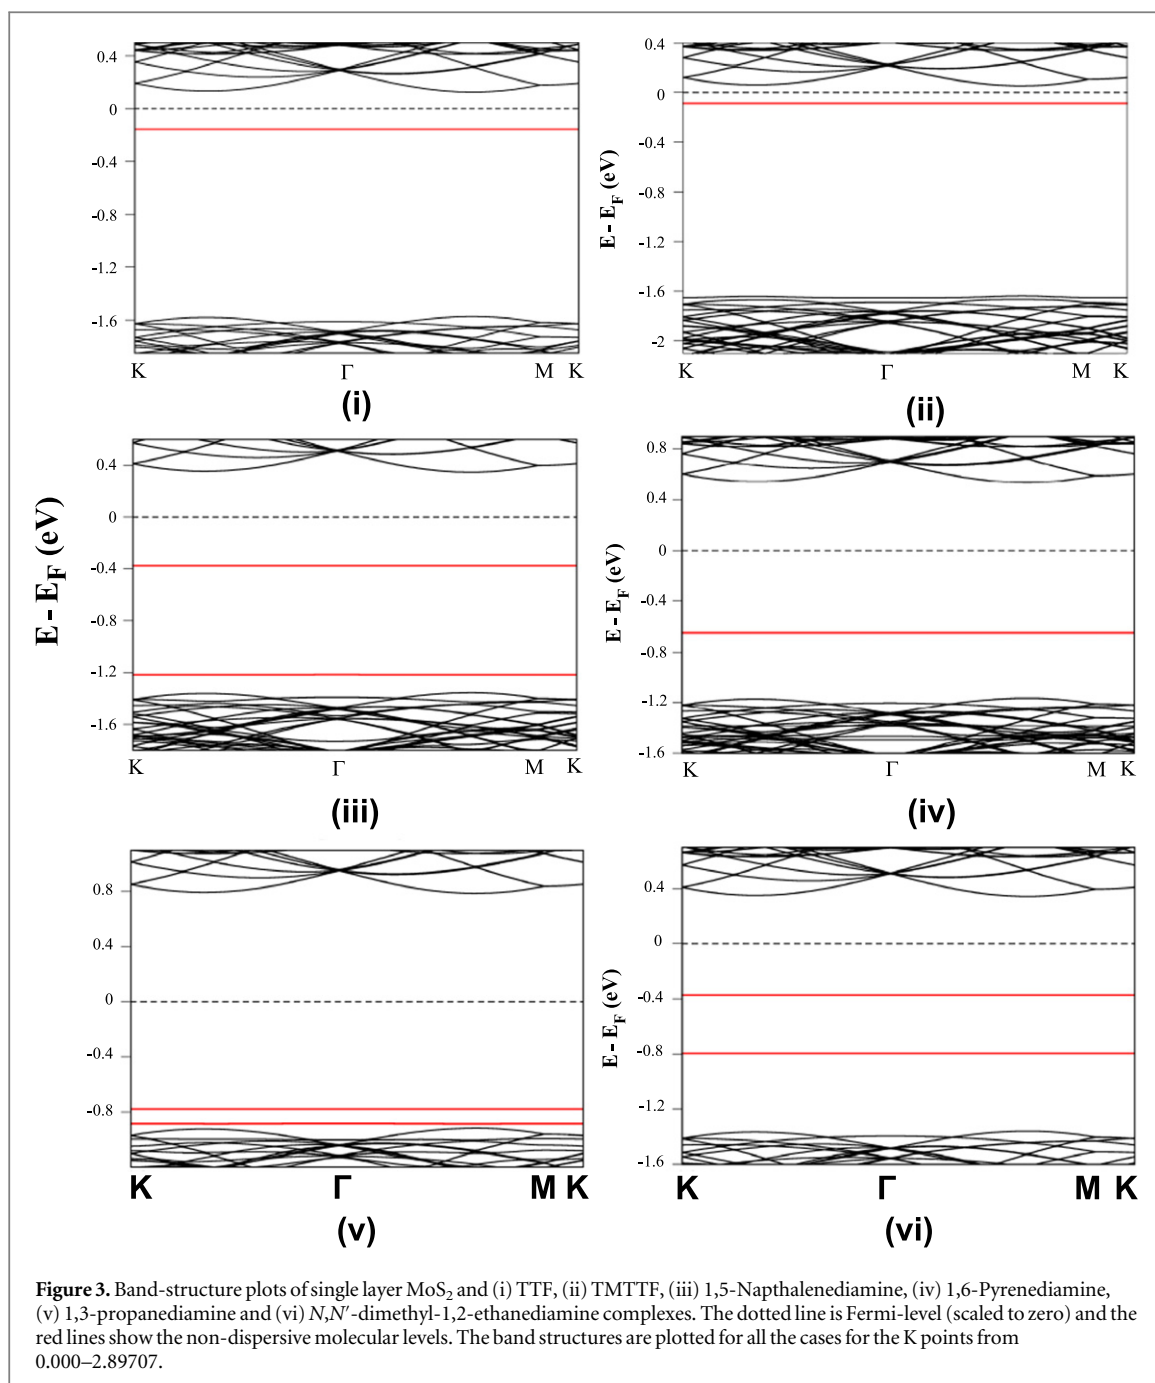 0.4
0
-0.4
-0.8
-1.2
-1.6
K Γ M K
(i)
0.4
0
-0.4
-0.8
-1.2
-1.6
-2
E - E_F (eV)
K Γ M K
(ii)
0.4
0
-0.4
-0.8
-1.2
-1.6
E - E_F (eV)
K Γ M K
(iii)
0.8
0.4
0
-0.4
-0.8
-1.2
-1.6
E - E_F (eV)
K Γ M K
(iv)
0.8
0.4
0
-0.4
-0.8
K Γ M K
(v)
0.4
0
-0.4
-0.8
-1.2
-1.6
E - E_F (eV)
K Γ M K
(vi)
Figure 3. Band-structure plots of single layer MoS₂ and (i) TTF, (ii) TMTTF, (iii) 1,5-Napthalenediamine, (iv) 1,6-Pyrenediamine,
(v) 1,3-propanediamine and (vi) N,N′-dimethyl-1,2-ethanediamine complexes. The dotted line is Fermi-level (scaled to zero) and the
red lines show the non-dispersive molecular levels. The band structures are plotted for all the cases for the K points from
0.000–2.89707.